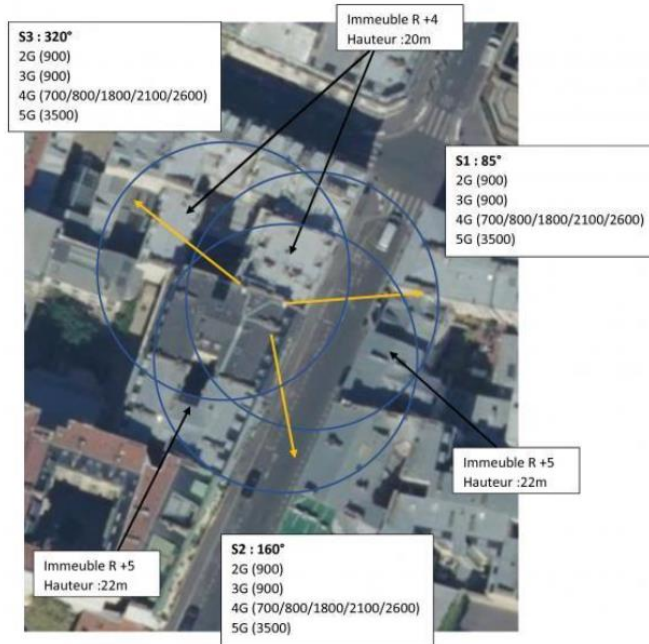 Immeuble R +4
Hauteur :20m
S3 : 320°
2G (900)
3G (900)
4G (700/800/1800/2100/2600)
5G (3500)
S1 : 85°
2G (900)
3G (900)
4G (700/800/1800/2100/2600)
5G (3500)
Immeuble R +5
Hauteur :22m
Immeuble R +5
Hauteur :22m
S2 : 160°
2G (900)
3G (900)
4G (700/800/1800/2100/2600)
5G (3500)